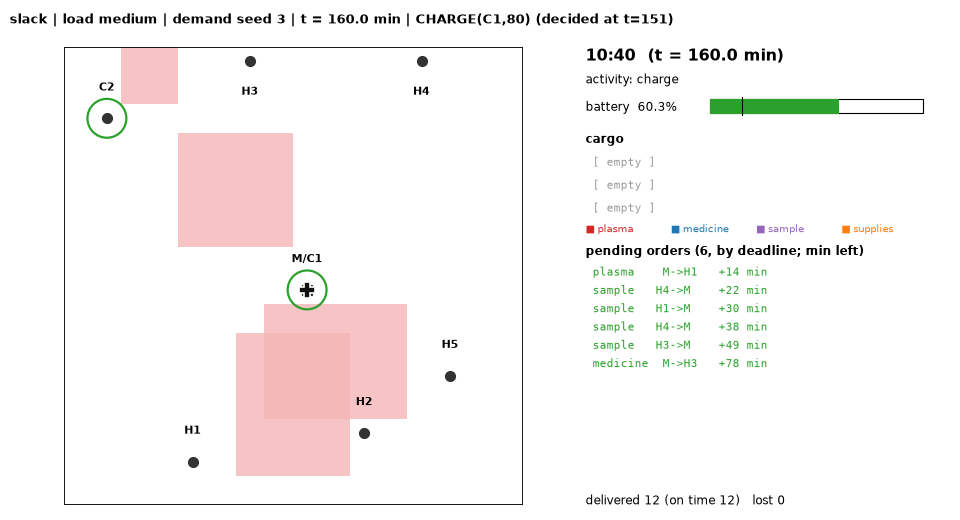 slack | load medium | demand seed 3 | t = 160.0 min | CHARGE(C1,80) (decided at t=151)
C2
H3
H4
M/C1
H5
H2
H1
10:40 (t = 160.0 min)
activity: charge
battery 60.3%
cargo
[ empty ]
[ empty ]
[ empty ]
plasma medicine sample supplies
pending orders (6, by deadline; min left)
plasma M->H1 +14 min
sample H4->M +22 min
sample H1->M +30 min
sample H4->M +38 min
sample H3->M +49 min
medicine M->H3 +78 min
delivered 12 (on time 12) lost 0